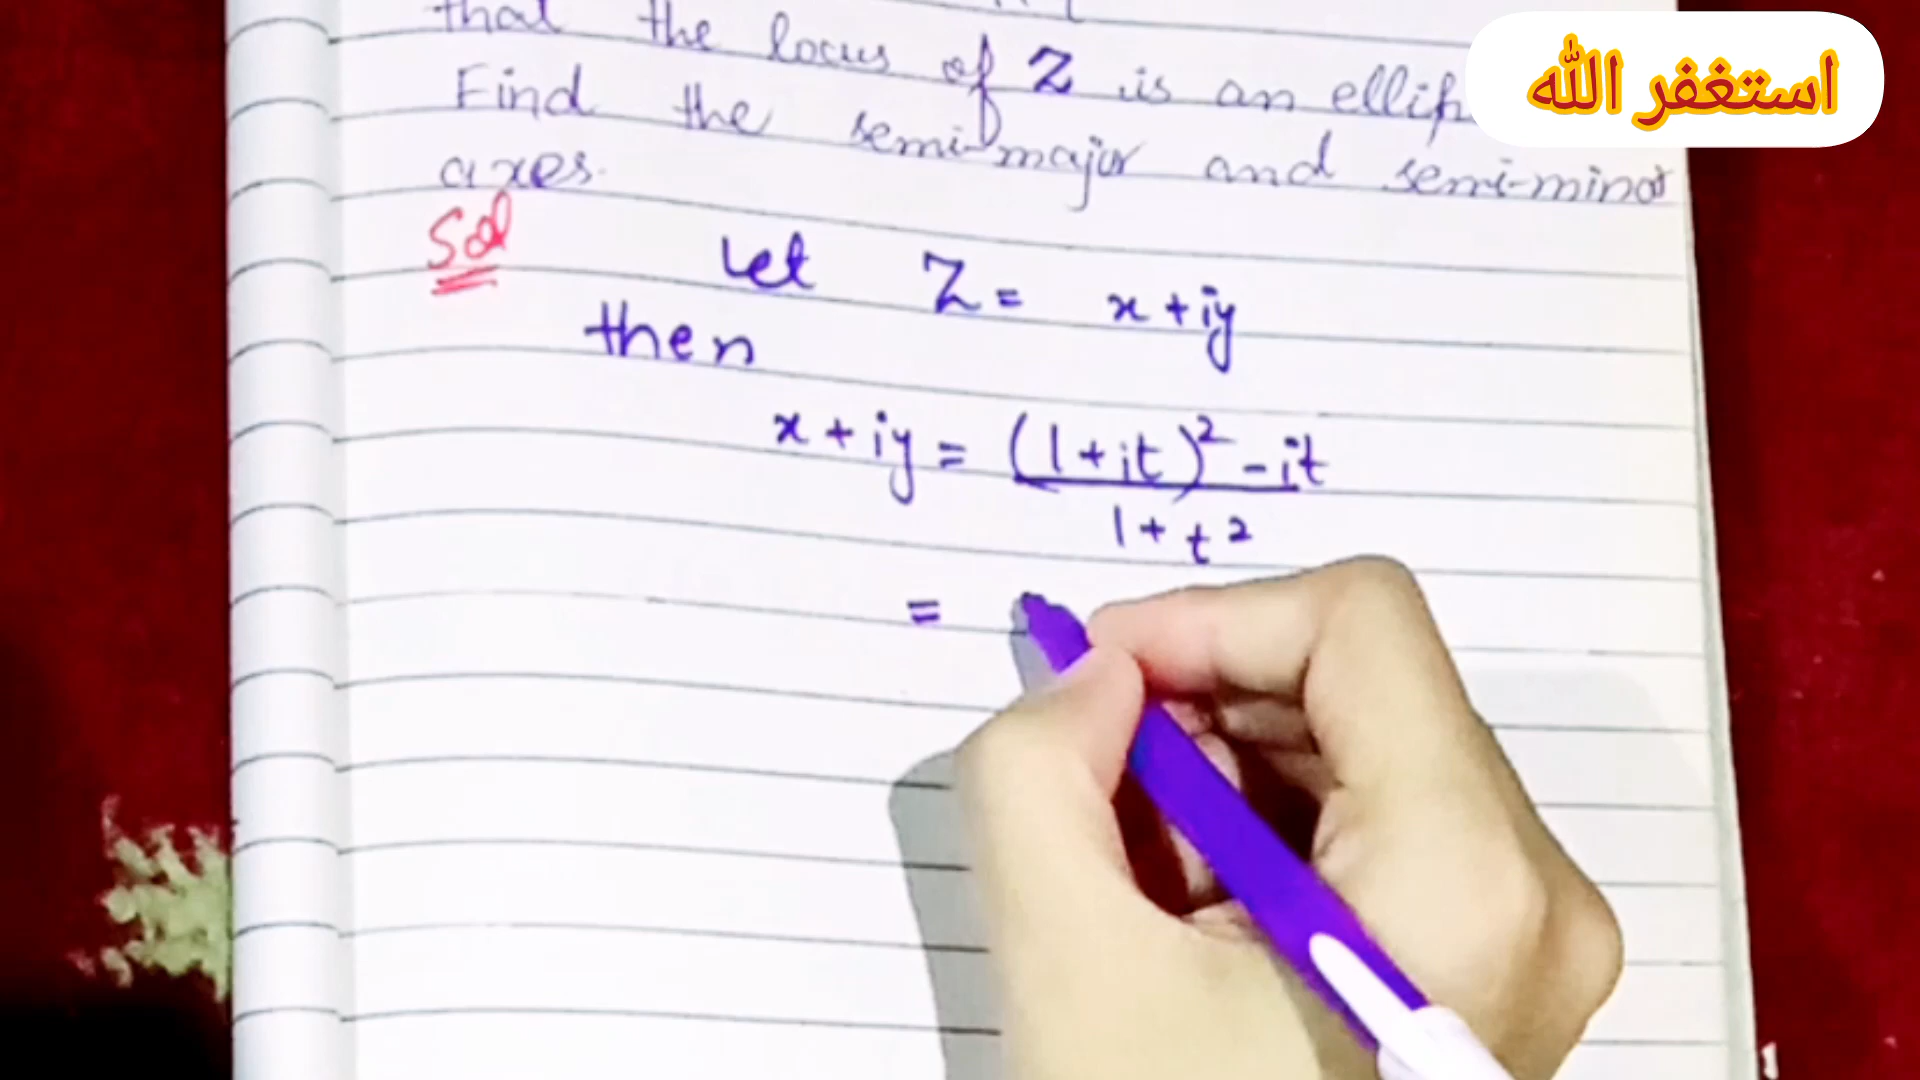 that the locus of Z is an ellip
استغفر الله
Find the semi-major and semi-minor
axes.
Sol
Let Z = x+iy
then
x + iy = (1+it)² - it
1 + t²
=